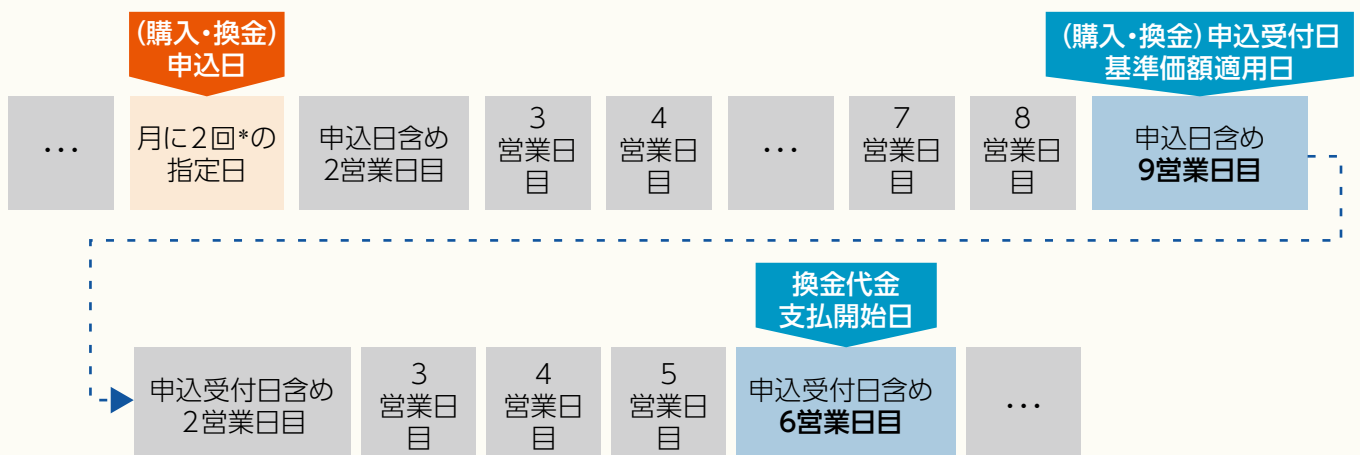 (購入・換金)
申込日
(購入・換金)申込受付日
基準価額適用日
…
月に2回*の
指定日
申込日含め
2営業日目
3
営業日
目
4
営業日
目
…
7
営業日
目
8
営業日
目
申込日含め
9営業日目
換金代金
支払開始日
申込受付日含め
2営業日目
3
営業日
目
4
営業日
目
5
営業日
目
申込受付日含め
6営業日目
…